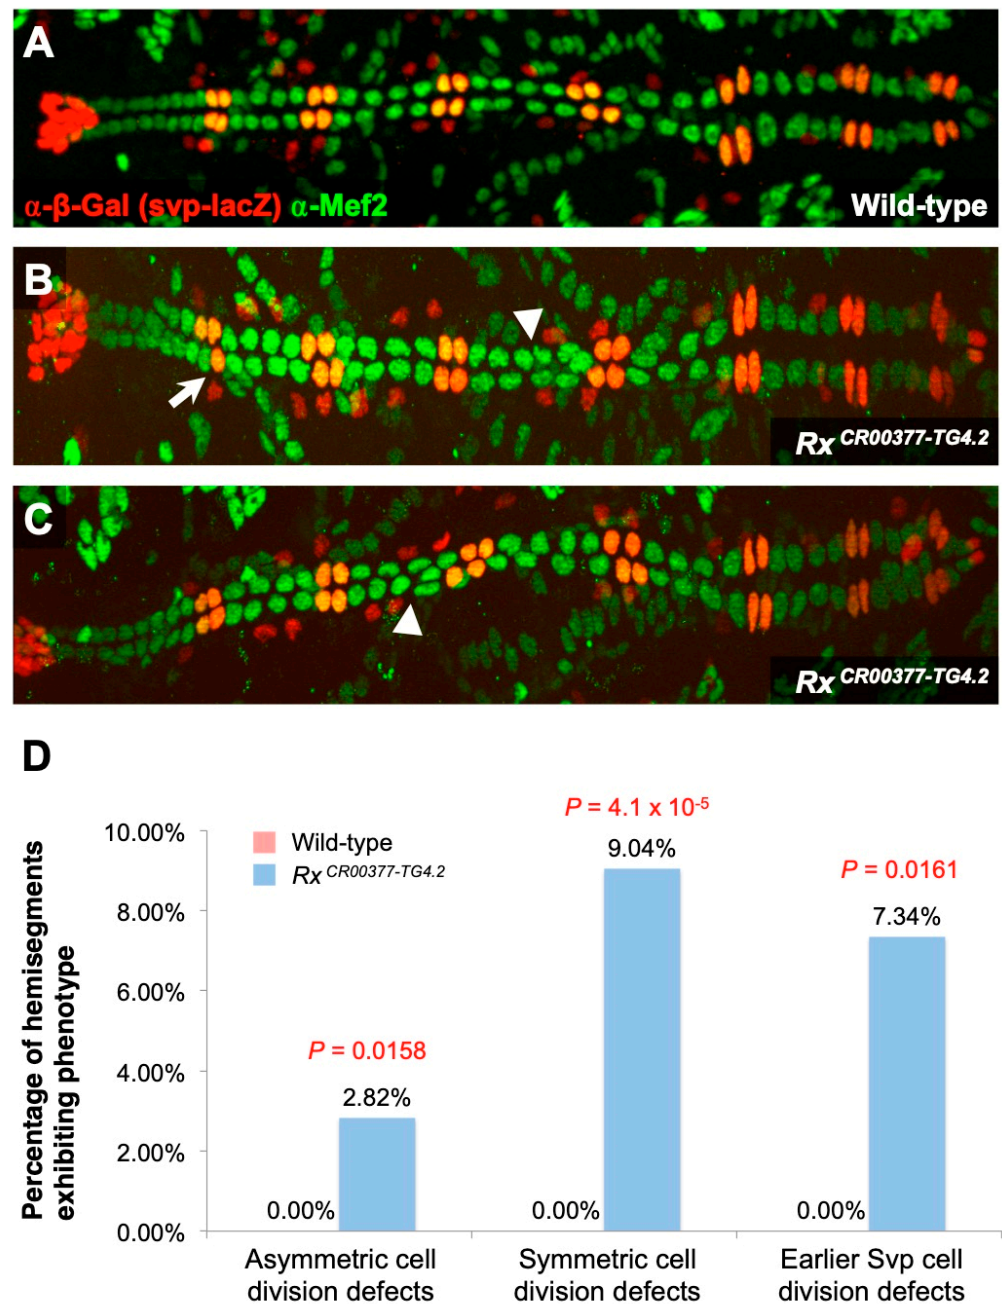 A
α-β-Gal (svp-lacZ) α-Mef2
Wild-type
B
Rx CR00377-TG4.2
C
Rx CR00377-TG4.2
D
Percentage of hemisegments
exhibiting phenotype
10.00%
8.00%
6.00%
4.00%
2.00%
0.00%
Wild-type
Rx CR00377-TG4.2
P = 0.0158
2.82%
0.00%
P = 4.1 x 10-5
9.04%
0.00%
P = 0.0161
7.34%
0.00%
Asymmetric cell
division defects
Symmetric cell
division defects
Earlier Svp cell
division defects